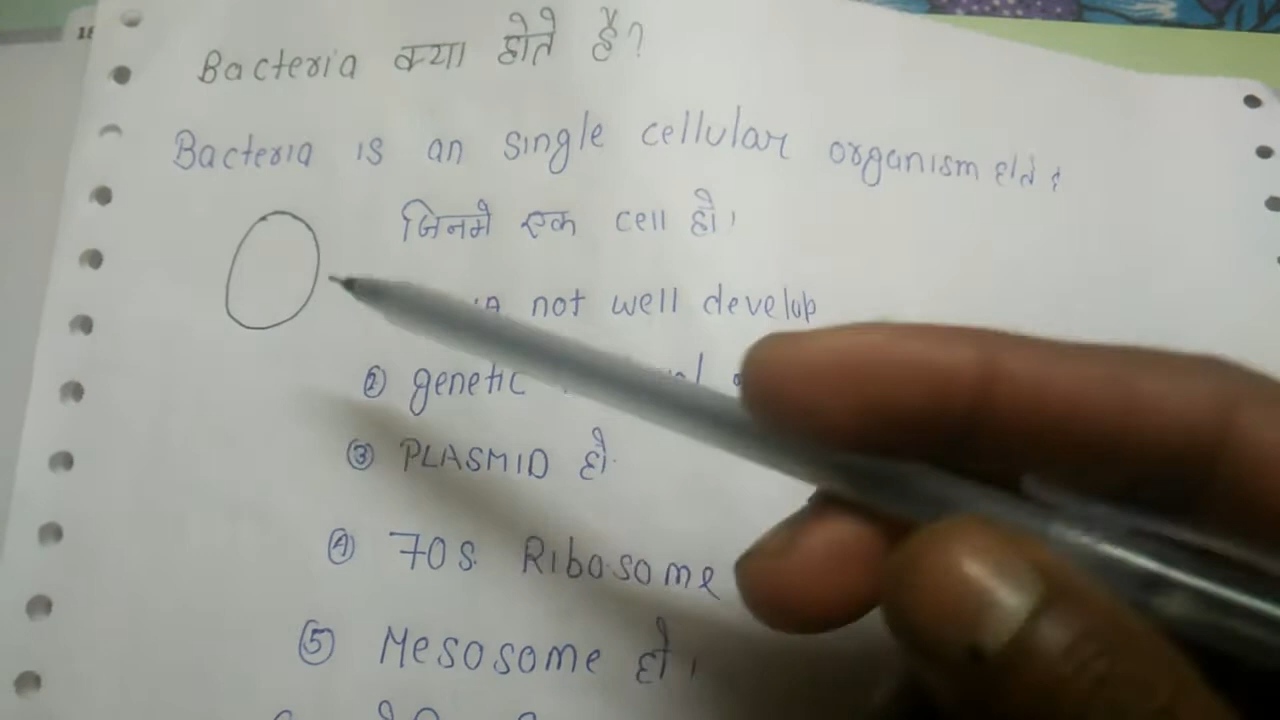 18
Bacteria क्या होते है?
Bacteria is an single cellular organism होते है
जिनमे एक cell हो।
not well develop
② genetic
③ PLASMID हो.
④ 70s Ribosome
⑤ Mesosome हो।